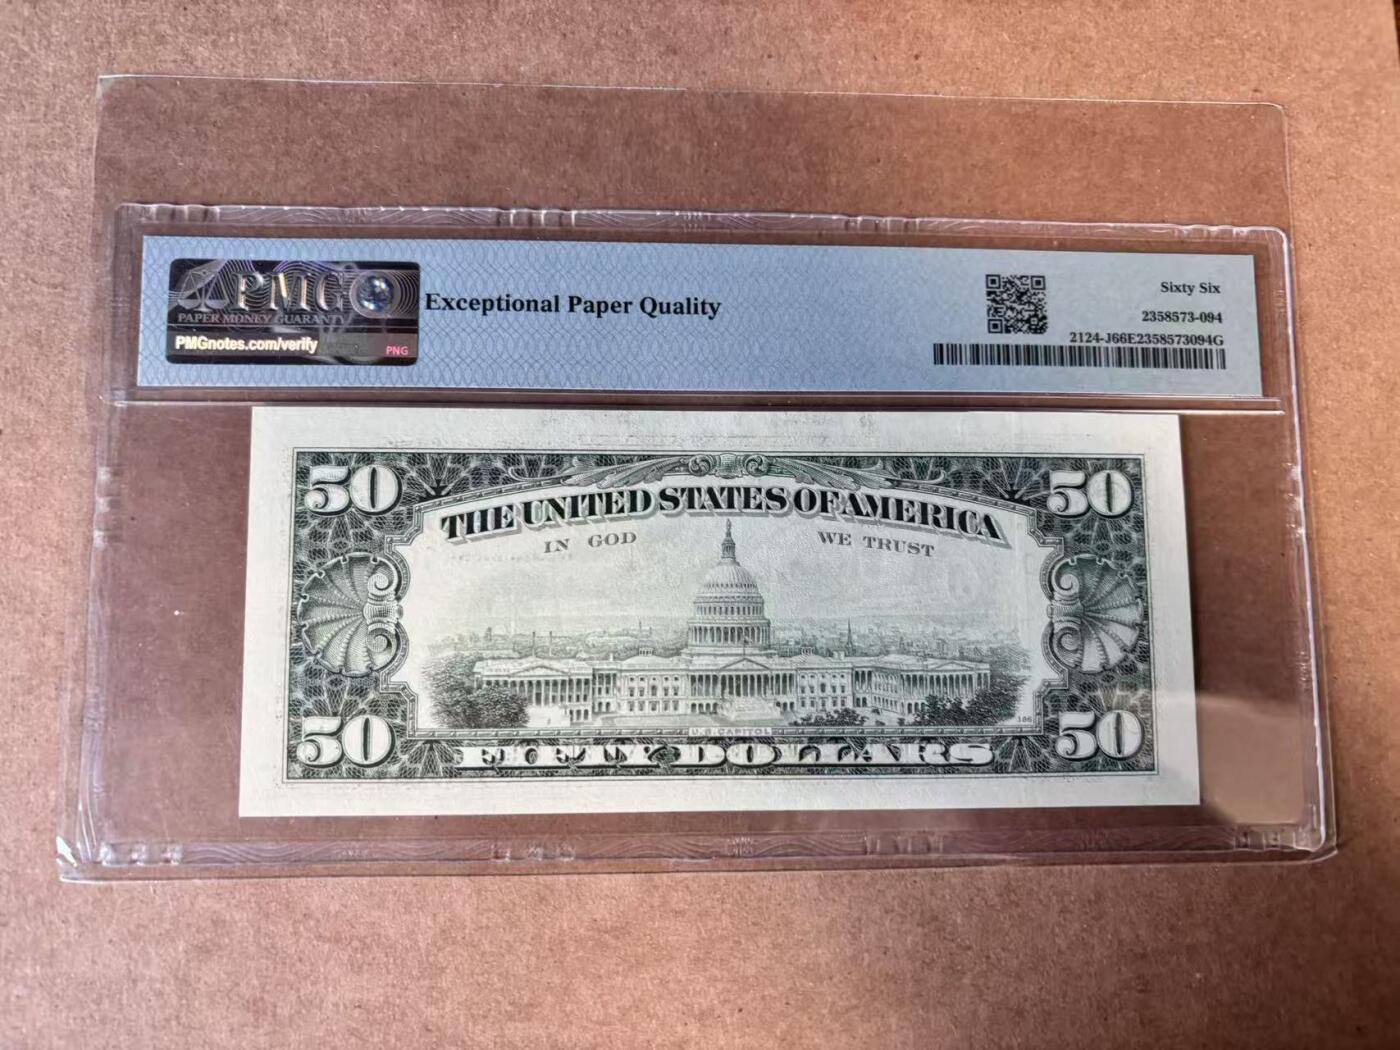 PMG
PAPER MONEY GUARANTY
PMGnotes.com/verify
PNG
Exceptional Paper Quality
Sixty Six
2358573-094
2124-J66E2358573094G
50
50
THE UNITED STATES OF AMERICA
IN GOD WE TRUST
50
50
186
U.S. CAPITOL
FIFTY DOLLARS